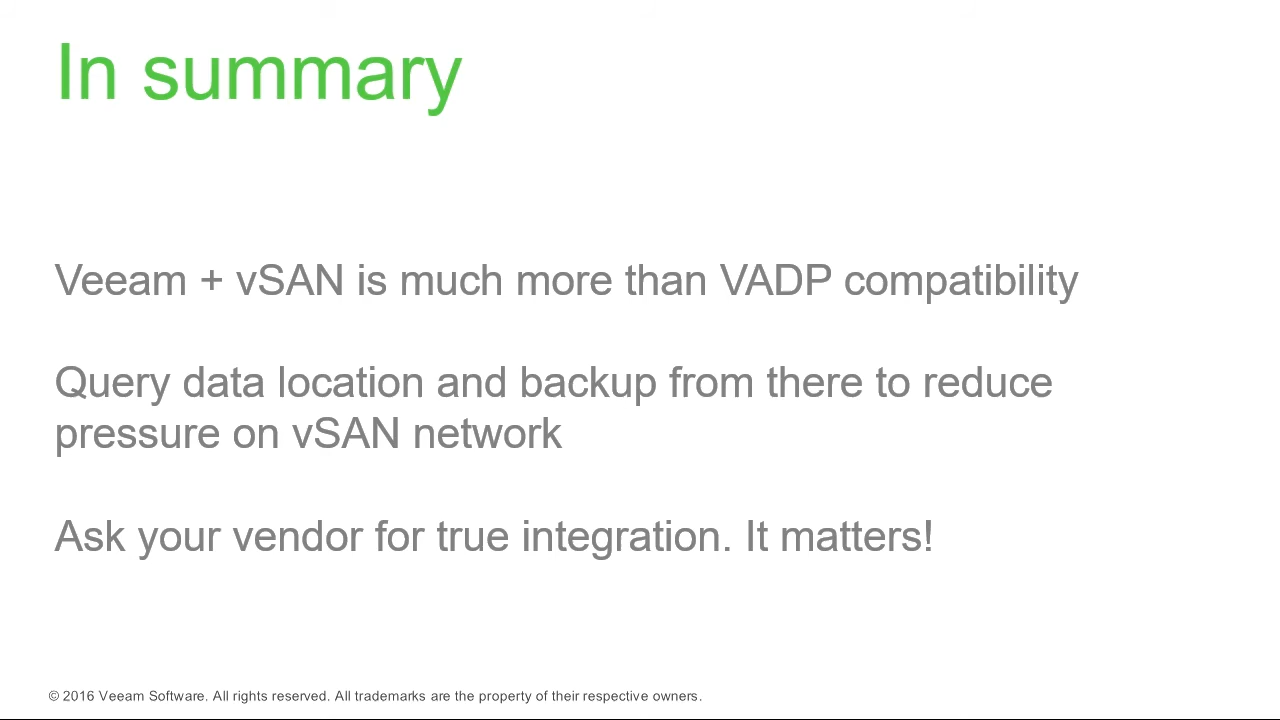 In summary
Veeam + vSAN is much more than VADP compatibility
Query data location and backup from there to reduce
pressure on vSAN network
Ask your vendor for true integration. It matters!
© 2016 Veeam Software. All rights reserved. All trademarks are the property of their respective owners.